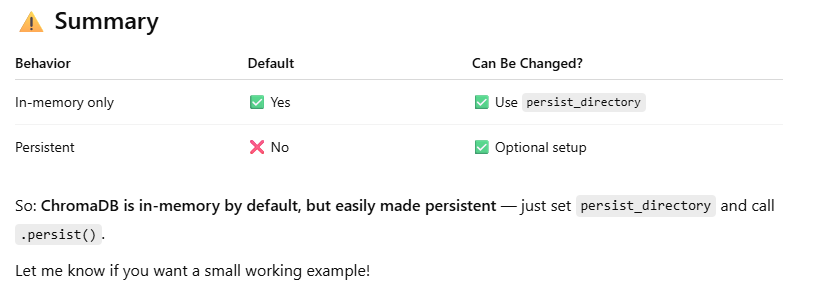 ⚠️ Summary
Behavior Default Can Be Changed?
In-memory only ✅ Yes ✅ Use persist_directory
Persistent ❌ No ✅ Optional setup
So: ChromaDB is in-memory by default, but easily made persistent — just set persist_directory and call
.persist().
Let me know if you want a small working example!